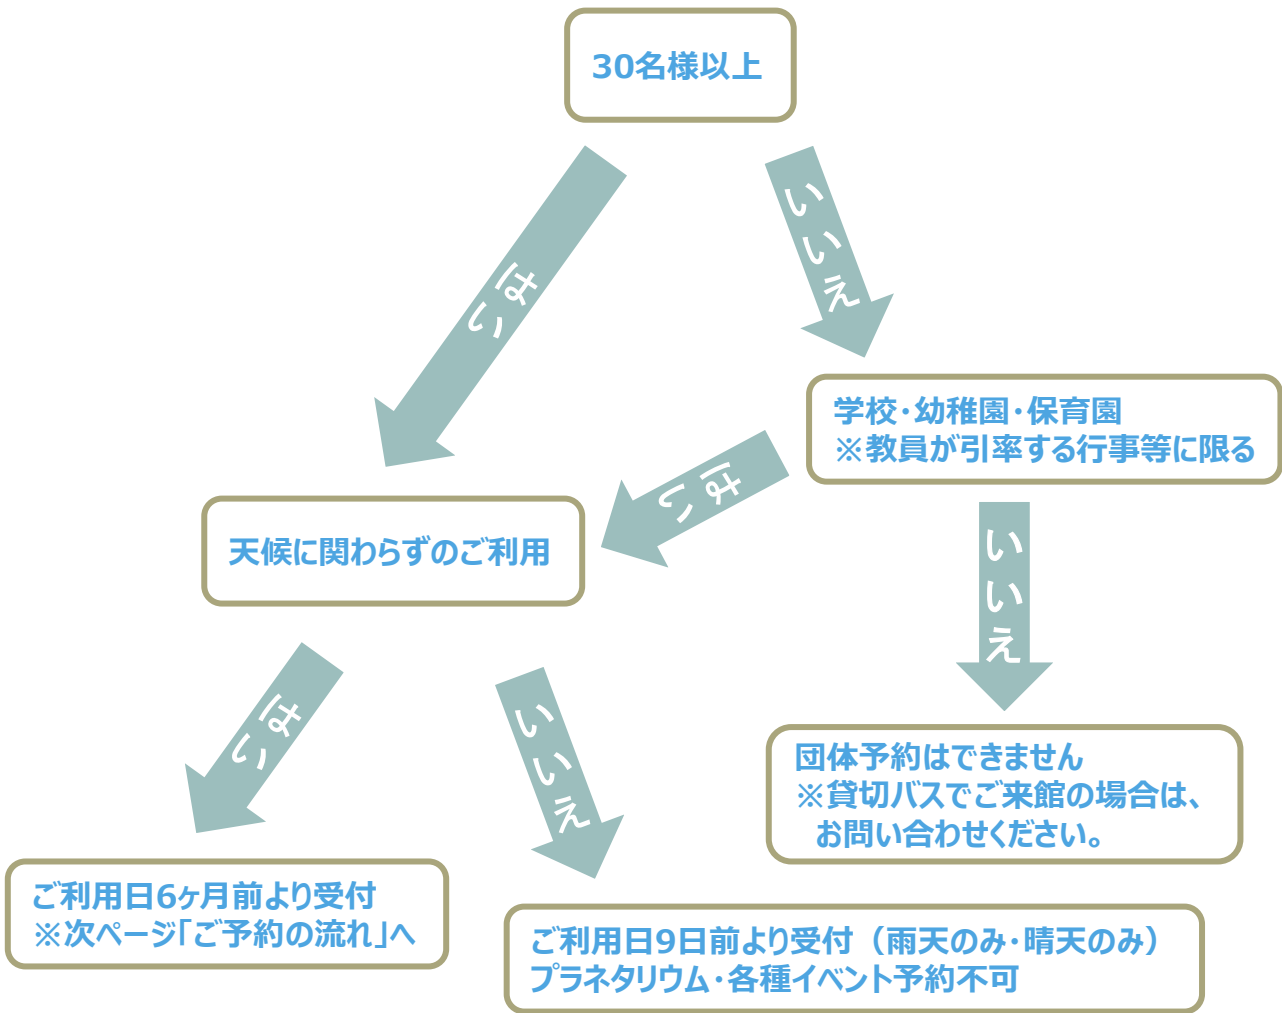 30名様以上
はい
いいえ
学校・幼稚園・保育園
※教員が引率する行事等に限る
はい
いいえ
天候に関わらずのご利用
はい
いいえ
団体予約はできません
※貸切バスでご来館の場合は、
お問い合わせください。
ご利用日6ヶ月前より受付
※次ページ「ご予約の流れ」へ
ご利用日9日前より受付（雨天のみ・晴天のみ）
プラネタリウム・各種イベント予約不可